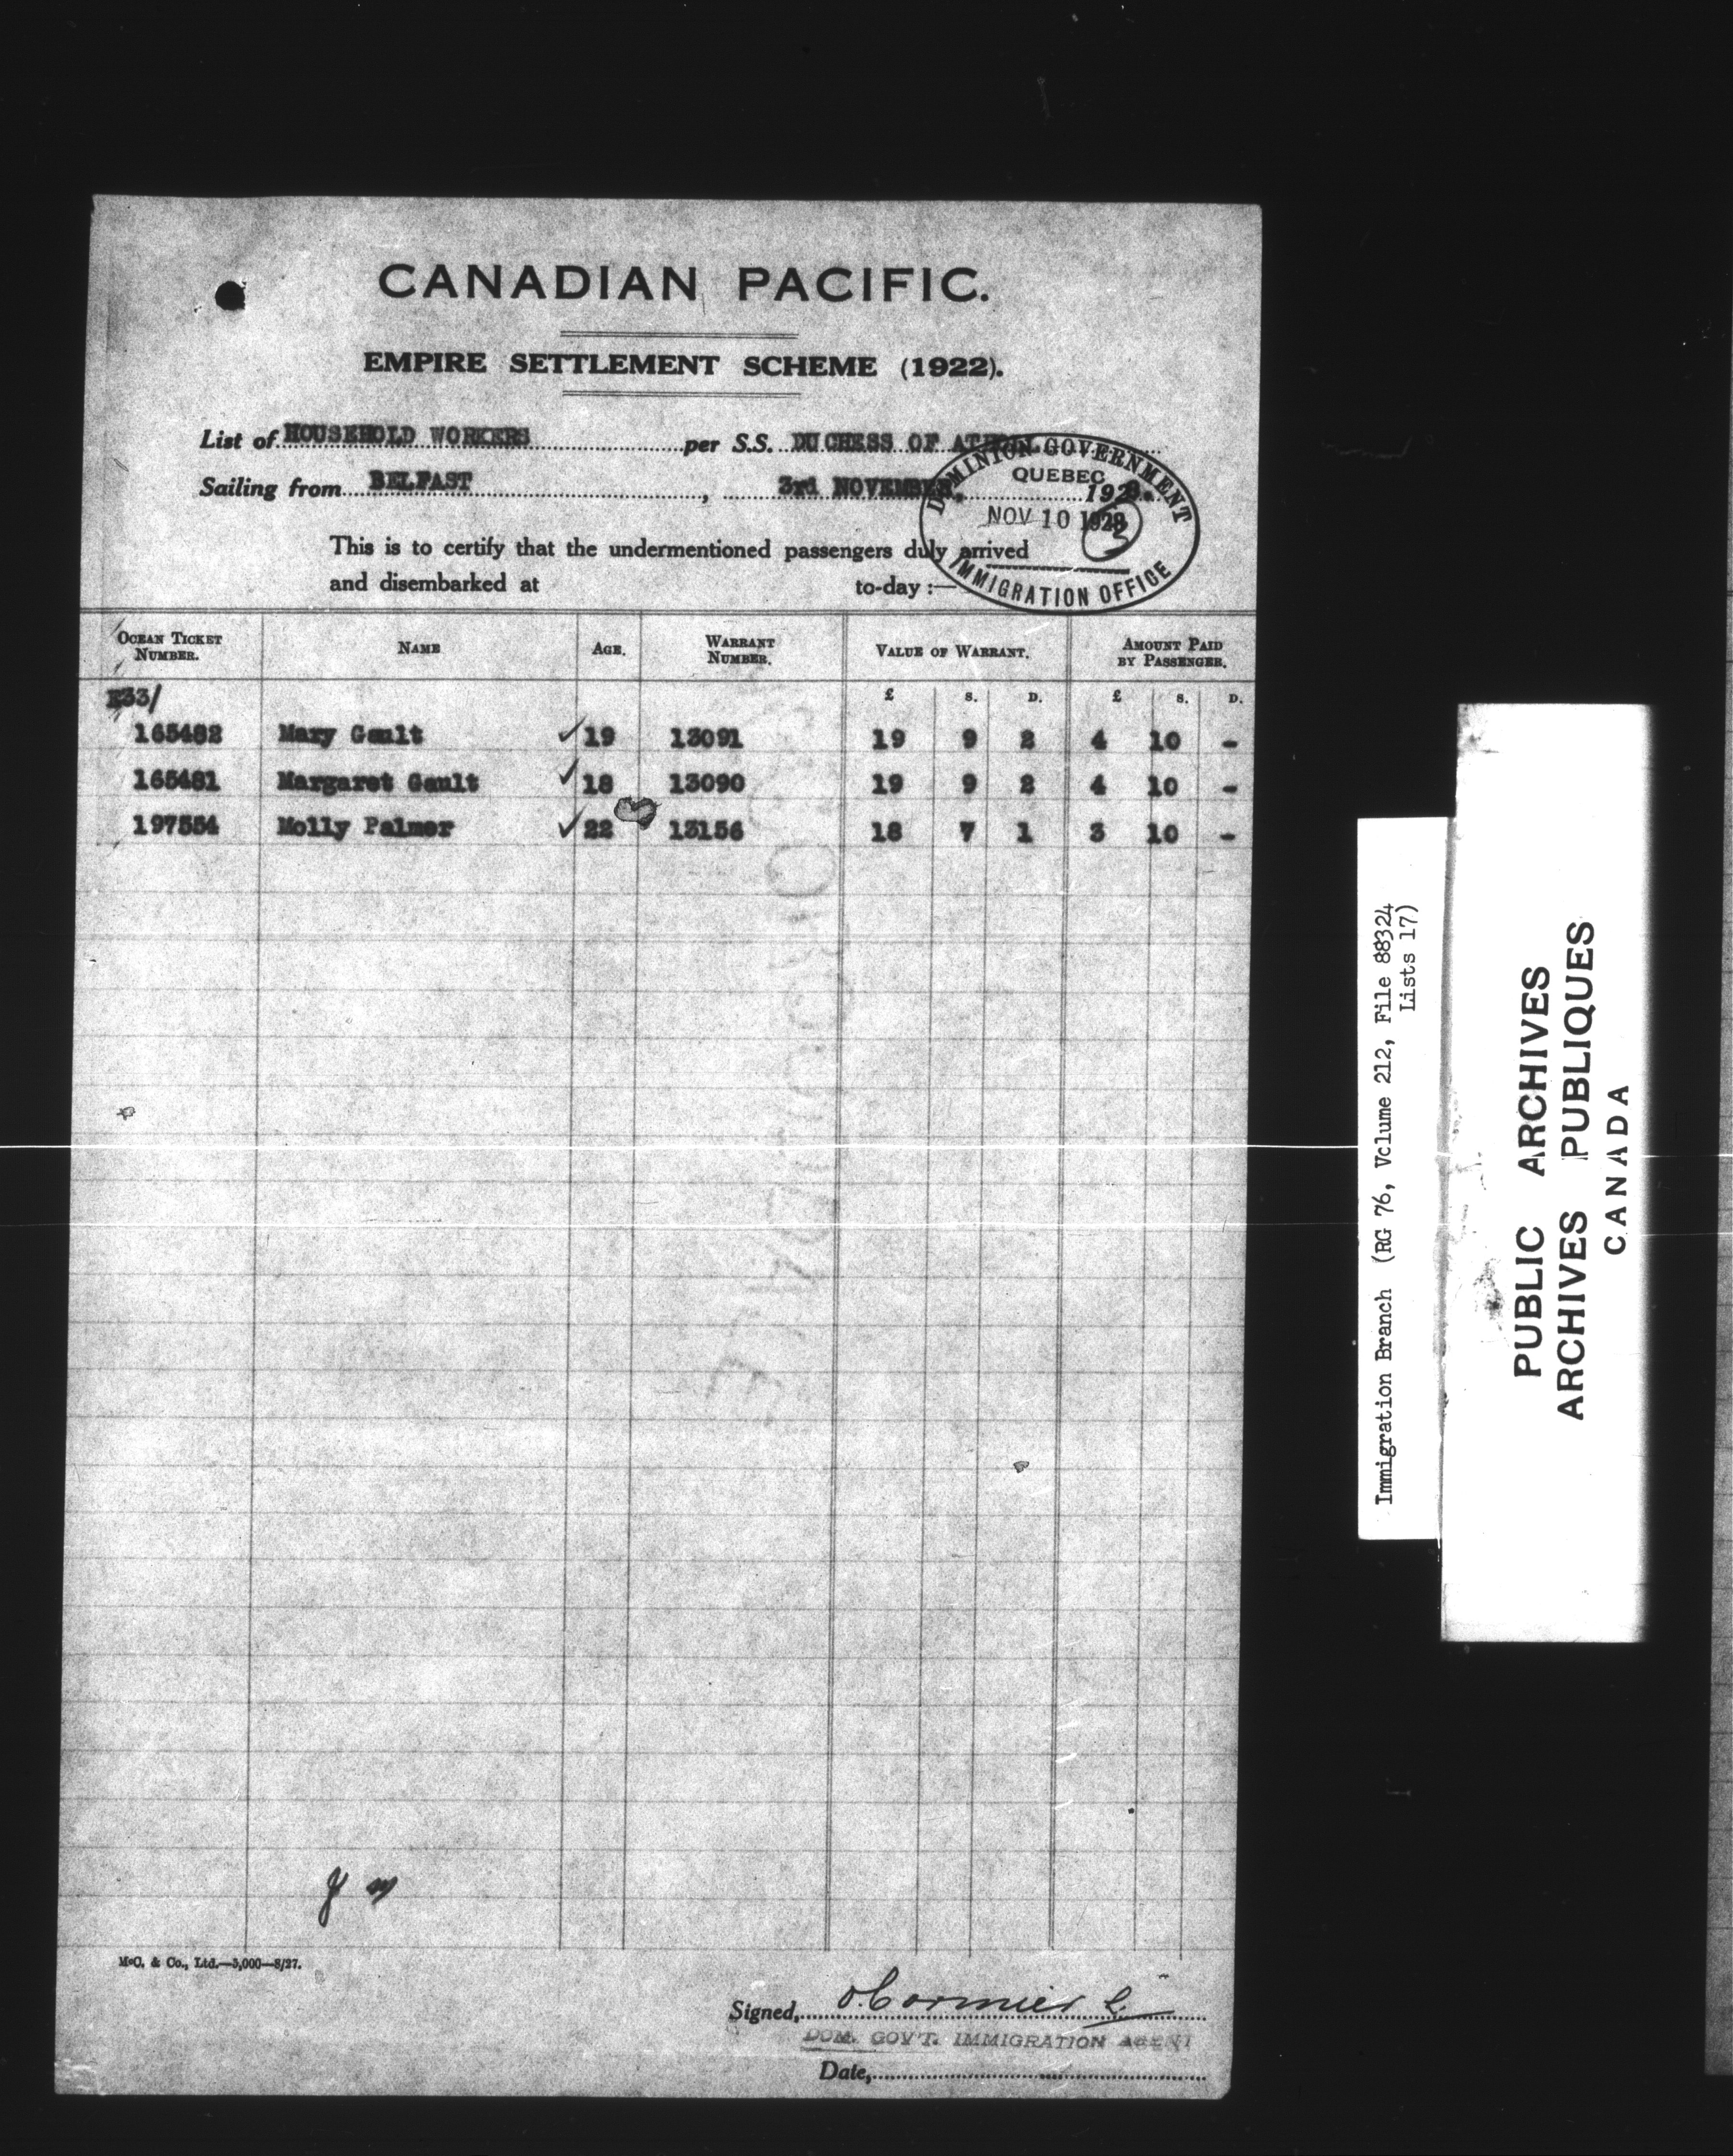 CANADIAN PACIFIC.
EMPIRE SETTLEMENT SCHEME (1922).
List of HOUSEHOLD WORKERS per S.S. DUCHESS OF ATHOLL
Sailing from BELFAST, 3rd NOVEMBER, 1928.
DOMINION GOVERNMENT
QUEBEC
NOV 10 1928
IMMIGRATION OFFICE
This is to certify that the undermentioned passengers duly arrived
and disembarked at to-day :—
OCEAN TICKET NUMBER. NAME AGE. WARRANT NUMBER. VALUE OF WARRANT. AMOUNT PAID BY PASSENGER.
E33/ £ S. D. £ S. D.
165482 Mary Gault ✓19 13091 19 9 2 4 10 -
165481 Margaret Gault ✓18 13090 19 9 2 4 10 -
197554 Molly Palmer ✓22 13156 18 7 1 3 10 -
McC. & Co., Ltd.—5,000—8/27.
Signed, Cormier
DOM. GOV'T. IMMIGRATION AGENT
Date,
Immigration Branch (RG 76, Volume 212, File 88324
Lists 17)
PUBLIC ARCHIVES
ARCHIVES PUBLIQUES
CANADA